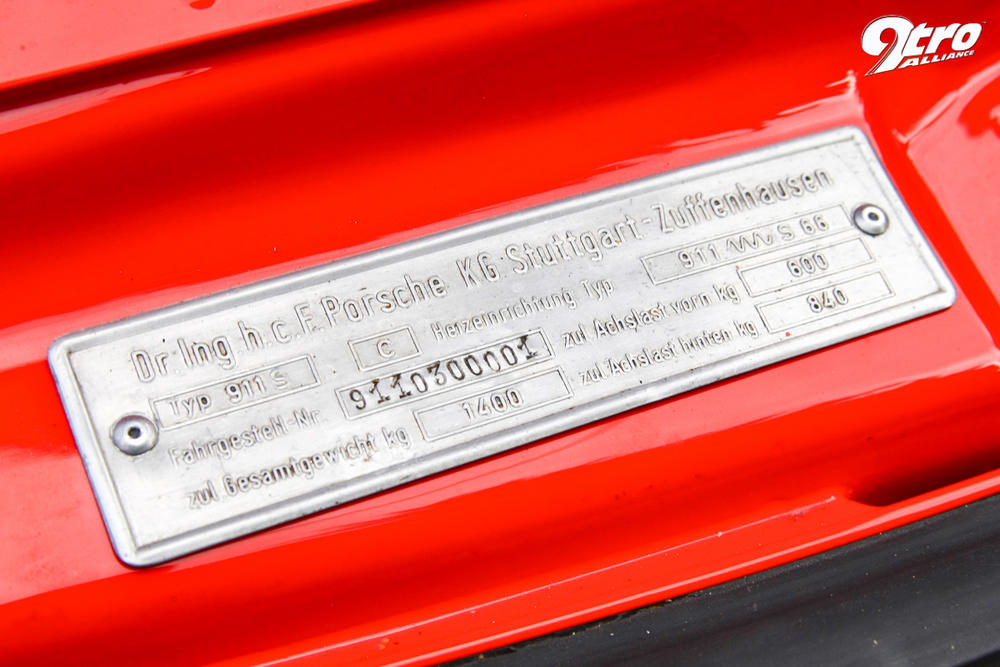 9tro
ALLIANCE
Dr. Ing. h.c. F. Porsche KG. Stuttgart-Zuffenhausen
Typ 911 S C Heizeinrichtung Typ 911 S 66
Fahrgestell-Nr. 9110300001 zul Achslast vorn kg 600
zul Gesamtgewicht kg 1400 zul Achslast hinten kg 840